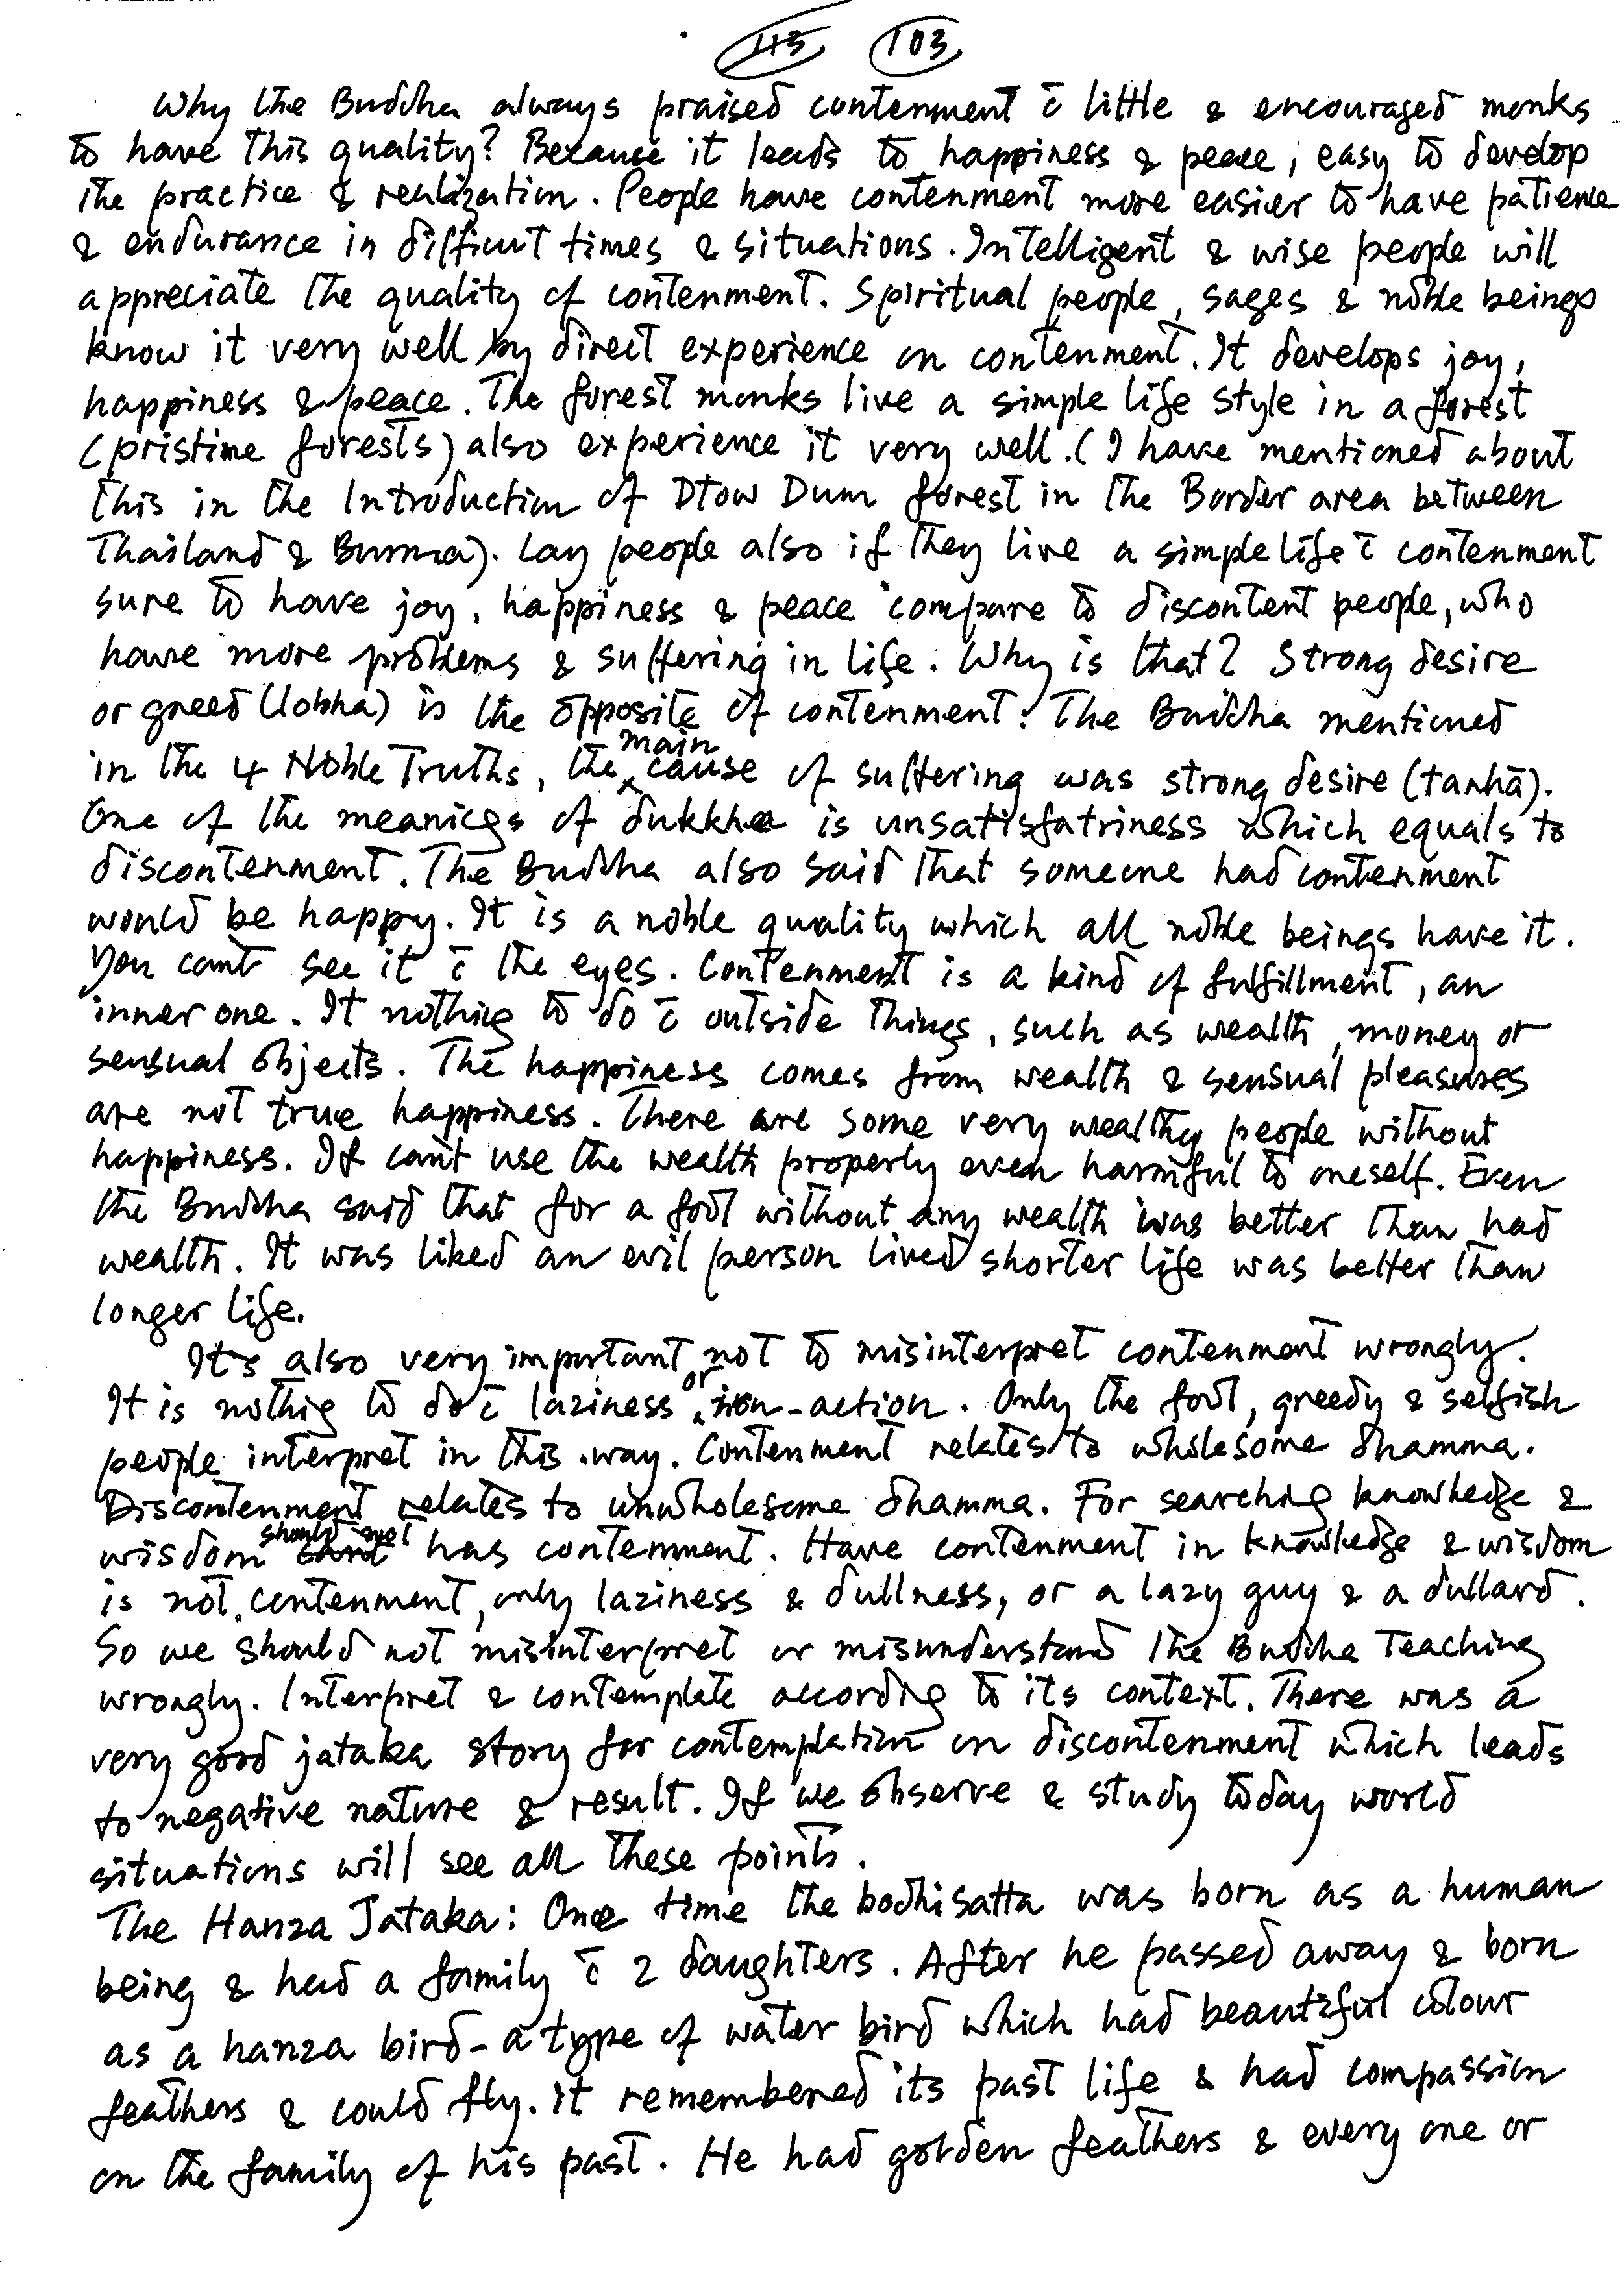 113 103
Why the Buddha always praised contenment c̄ little & encouraged monks
to have this quality? Because it leads to happiness & peace; easy to develop
the practice & realization. People have contenment more easier to have patience
& endurance in difficult times & situations. Intelligent & wise people will
appreciate the quality of contenment. Spiritual people, sages & noble beings
know it very well by direct experience on contenment. It develops joy,
happiness & peace. The forest monks live a simple life style in a forest
(pristine forests) also experience it very well. (I have mentioned about
this in the Introduction of Dtow Dum forest in the Border area between
Thailand & Burma). Lay people also if they live a simple life c̄ contenment
sure to have joy, happiness & peace compare to discontent people, who
have more problems & suffering in life. Why is that? Strong desire
or greed (lobha) is the opposite of contenment. The Buddha mentioned
in the 4 Noble Truths, the main cause of suffering was strong desire (taṇhā).
One of the meanings of dukkha is unsatisfatriness which equals to
discontenment. The Buddha also said that someone had contenment
would be happy. It is a noble quality which all noble beings have it.
You can't see it c̄ the eyes. Contenment is a kind of fulfillment, an
inner one. It nothing to do c̄ outside things, such as wealth, money or
sensual objects. The happiness comes from wealth & sensual pleasures
are not true happiness. There are some very wealthy people without
happiness. If can't use the wealth properly even harmful to oneself. Even
the Buddha said that for a fool without any wealth was better than had
wealth. It was liked an evil person lived shorter life was better than
longer life.
It's also very important not to misinterpret contenment wrongly.
It is nothing to do c̄ laziness or non-action. Only the fool, greedy & selfish
people interpret in this way. Contenment relates to wholesome dhamma.
Discontenment relates to unwholesome dhamma. For searching knowledge &
wisdom should not has contenment. Have contenment in knowledge & wisdom
is not contenment, only laziness & dullness, or a lazy guy & a dullard.
So we should not misinterpret or misunderstand the Buddha Teaching
wrongly. Interpret & contemplate according to its context. There was a
very good jataka story for contemplation on discontenment which leads
to negative nature & result. If we observe & study today world
situations will see all these points.
The Hanza Jataka: Once time the bodhisatta was born as a human
being & had a family c̄ 2 daughters. After he passed away & born
as a hanza bird - a type of water bird which had beautiful colour
feathers & could fly. It remembered its past life & had compassion
on the family of his past. He had golden feathers & every one or